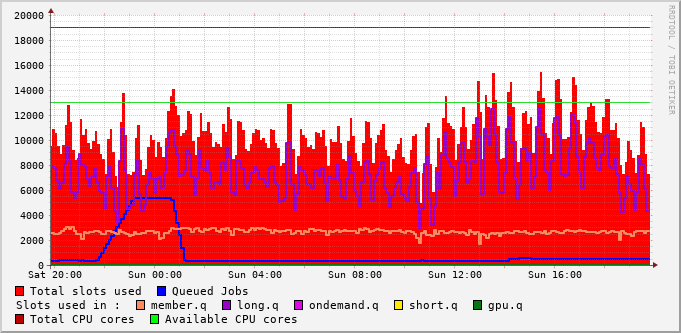 20000
18000
16000
14000
12000
10000
8000
6000
4000
2000
0
Sat 20:00 Sun 00:00 Sun 04:00 Sun 08:00 Sun 12:00 Sun 16:00
RRDTOOL / TOBI OETIKER
Total slots used Queued Jobs
Slots used in : member.q long.q ondemand.q short.q gpu.q
Total CPU cores Available CPU cores